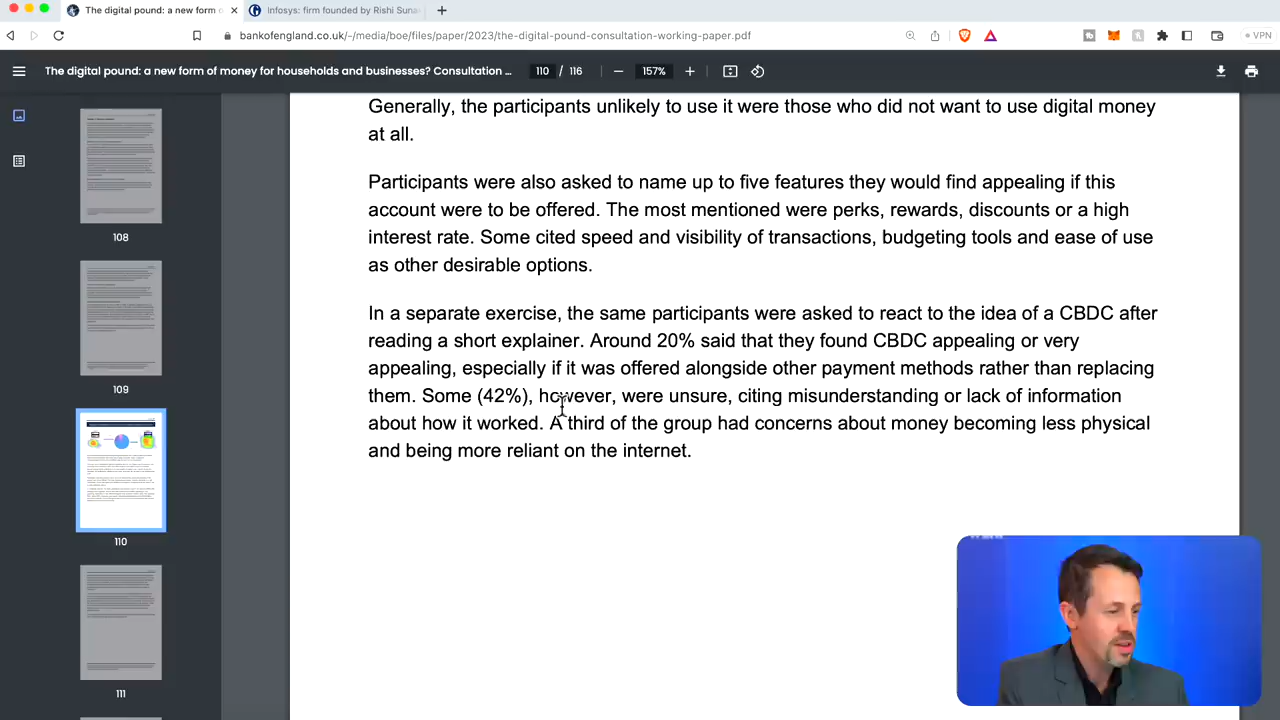 The digital pound: a new form o
Infosys: firm founded by Rishi Suna
bankofengland.co.uk/-/media/boe/files/paper/2023/the-digital-pound-consultation-working-paper.pdf
VPN
The digital pound: a new form of money for households and businesses? Consultation ...
110 / 116
157%
Generally, the participants unlikely to use it were those who did not want to use digital money
at all.
Participants were also asked to name up to five features they would find appealing if this
account were to be offered. The most mentioned were perks, rewards, discounts or a high
interest rate. Some cited speed and visibility of transactions, budgeting tools and ease of use
as other desirable options.
In a separate exercise, the same participants were asked to react to the idea of a CBDC after
reading a short explainer. Around 20% said that they found CBDC appealing or very
appealing, especially if it was offered alongside other payment methods rather than replacing
them. Some (42%), however, were unsure, citing misunderstanding or lack of information
about how it worked. A third of the group had concerns about money becoming less physical
and being more reliant on the internet.
108
109
110
111